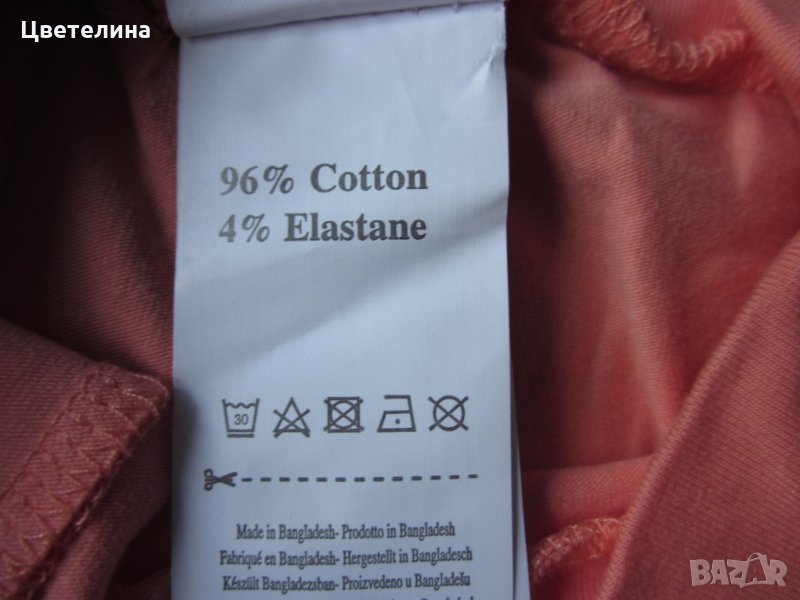 Цветелина
96% Cotton
4% Elastane
30
Made in Bangladesh- Prodotto in Bangladesh
Fabriqué en Bangladesh- Hergestellt in Bangladesch
Készült Bangladezsban- Proizvedeno u Bangladešu
BAZAR